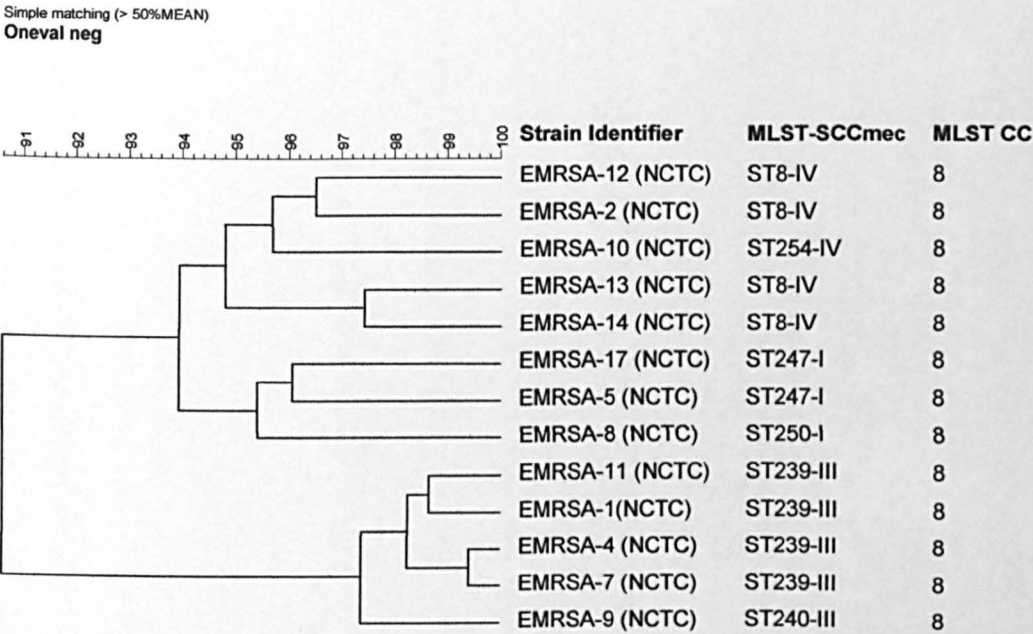 Simple matching (> 50%MEAN)
Oneval neg
91 92 93 94 95 96 97 98 99 100
Strain Identifier MLST-SCCmec MLST CC
EMRSA-12 (NCTC) ST8-IV 8
EMRSA-2 (NCTC) ST8-IV 8
EMRSA-10 (NCTC) ST254-IV 8
EMRSA-13 (NCTC) ST8-IV 8
EMRSA-14 (NCTC) ST8-IV 8
EMRSA-17 (NCTC) ST247-I 8
EMRSA-5 (NCTC) ST247-I 8
EMRSA-8 (NCTC) ST250-I 8
EMRSA-11 (NCTC) ST239-III 8
EMRSA-1(NCTC) ST239-III 8
EMRSA-4 (NCTC) ST239-III 8
EMRSA-7 (NCTC) ST239-III 8
EMRSA-9 (NCTC) ST240-III 8